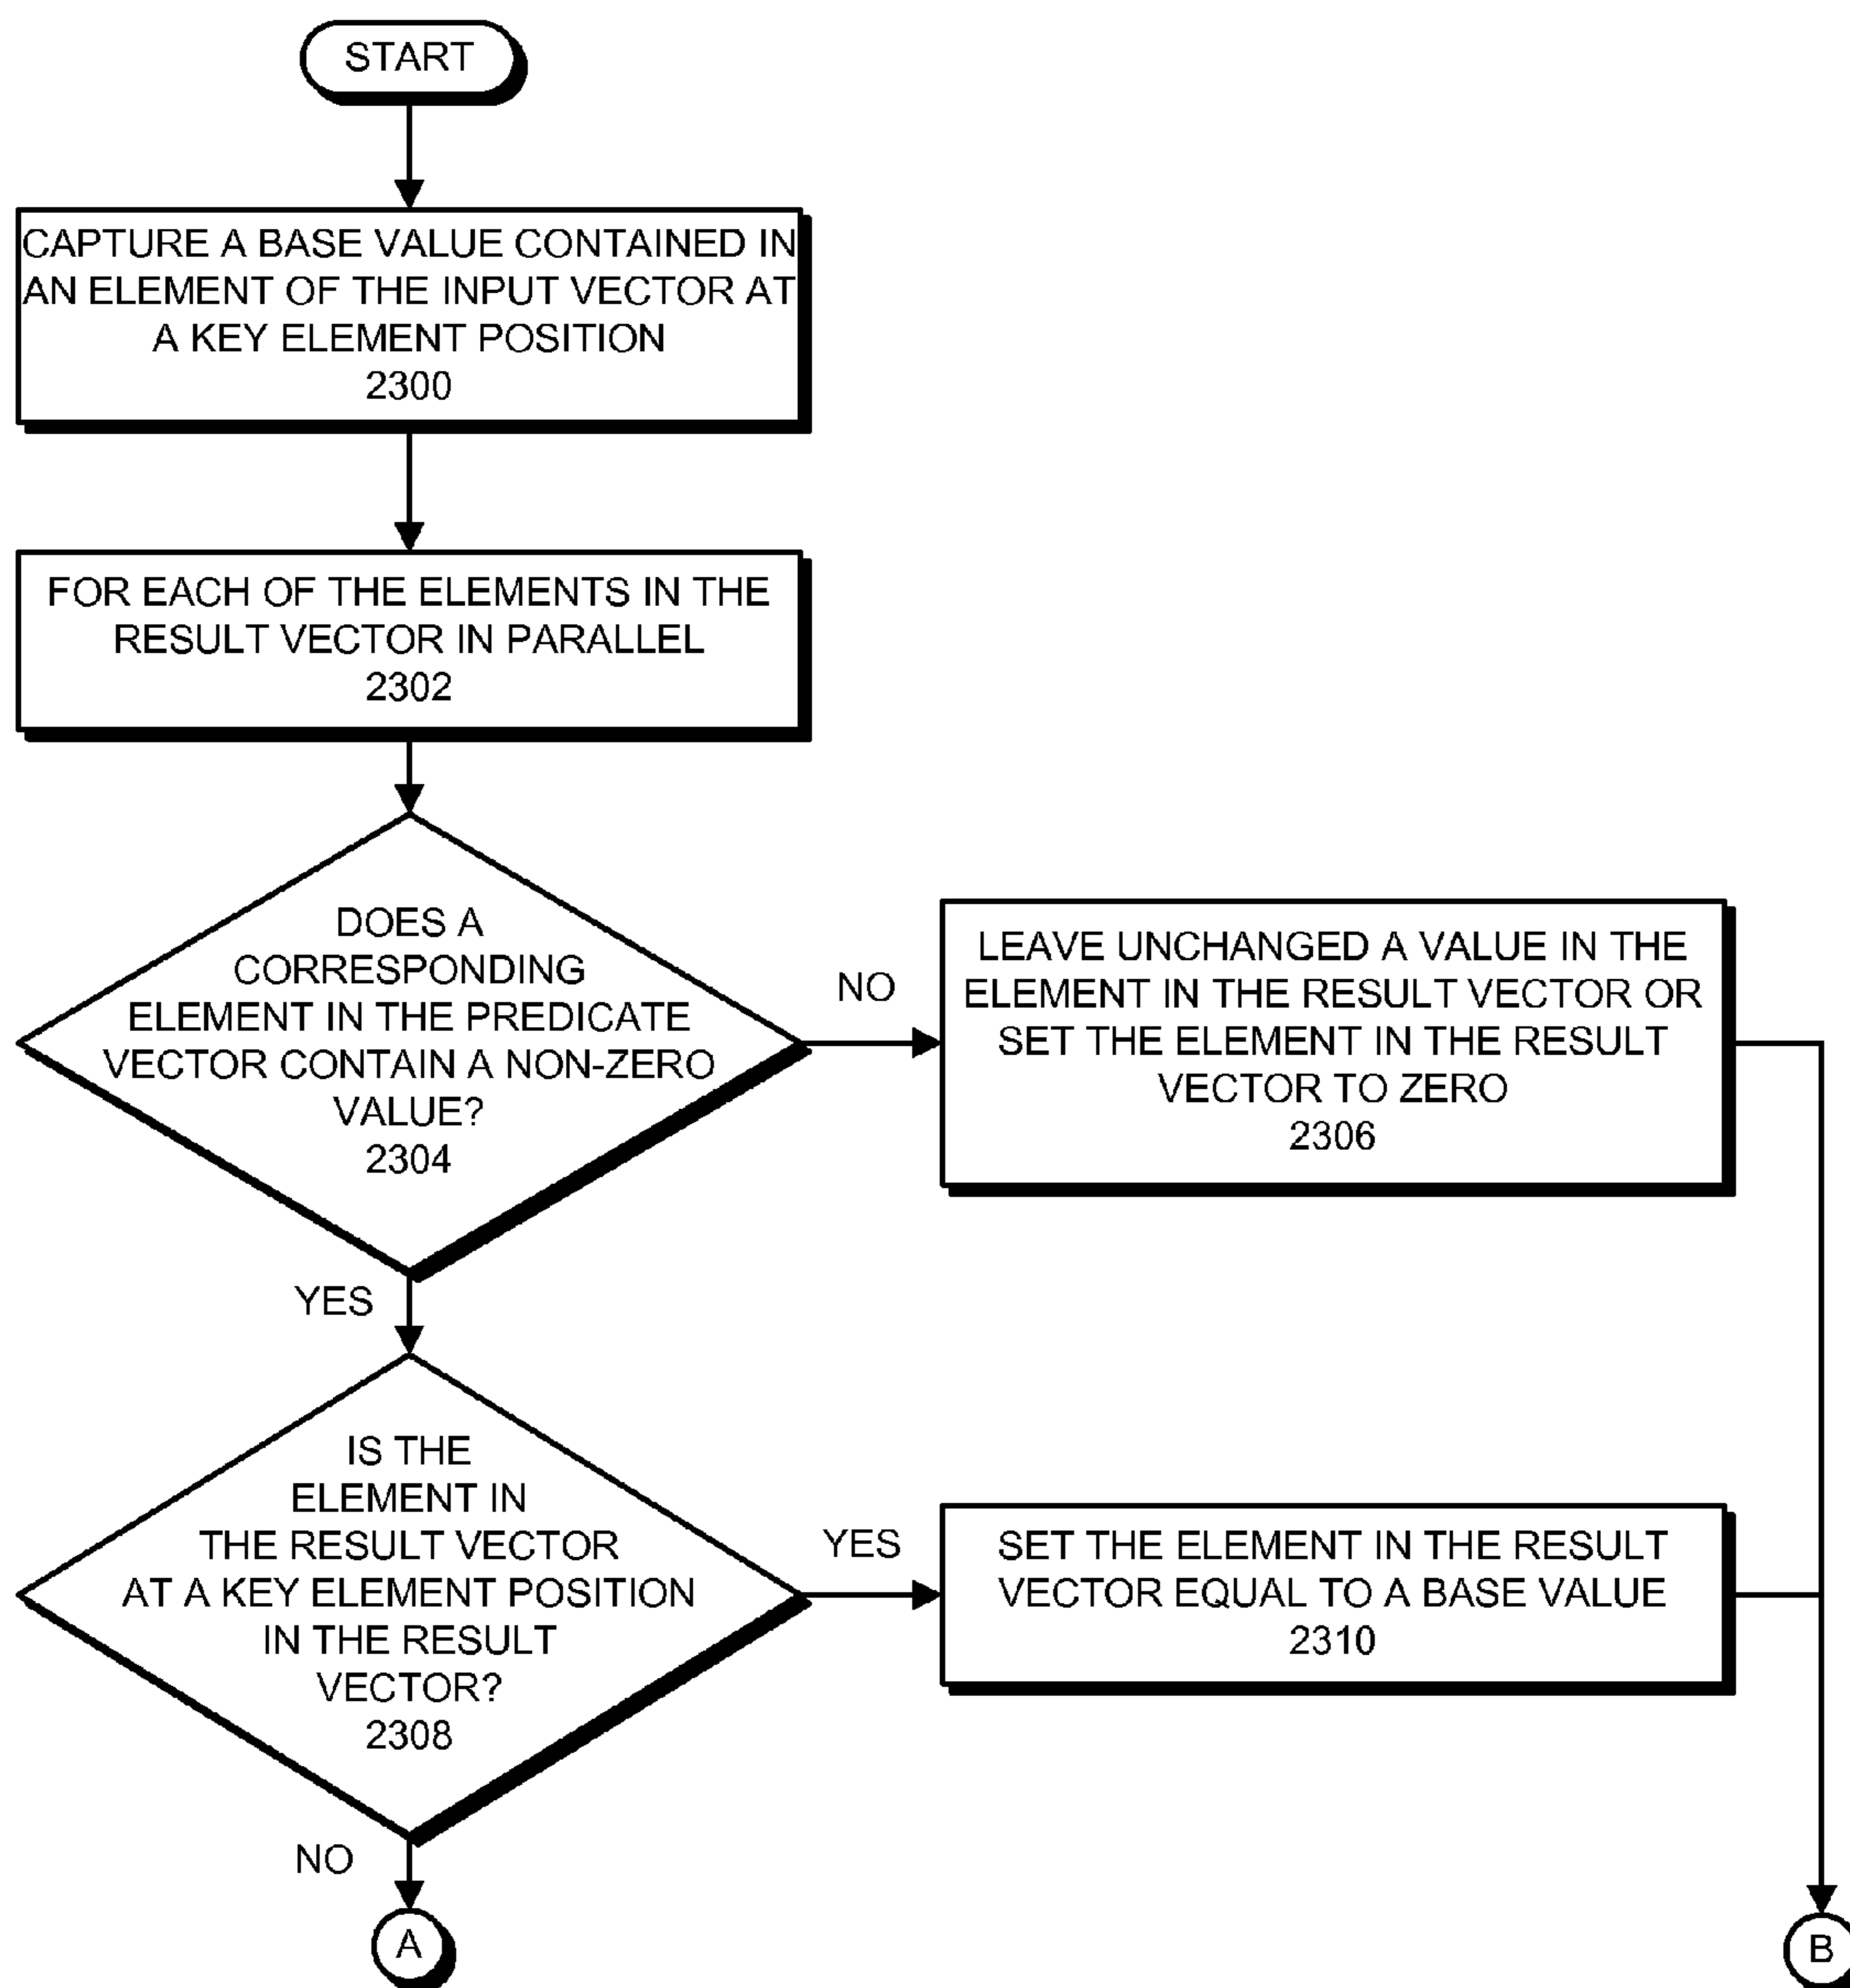 START
CAPTURE A BASE VALUE CONTAINED IN
AN ELEMENT OF THE INPUT VECTOR AT
A KEY ELEMENT POSITION
2300
FOR EACH OF THE ELEMENTS IN THE
RESULT VECTOR IN PARALLEL
2302
DOES A
CORRESPONDING
ELEMENT IN THE PREDICATE
VECTOR CONTAIN A NON-ZERO
VALUE?
2304
NO
LEAVE UNCHANGED A VALUE IN THE
ELEMENT IN THE RESULT VECTOR OR
SET THE ELEMENT IN THE RESULT
VECTOR TO ZERO
2306
YES
IS THE
ELEMENT IN
THE RESULT VECTOR
AT A KEY ELEMENT POSITION
IN THE RESULT
VECTOR?
2308
YES
SET THE ELEMENT IN THE RESULT
VECTOR EQUAL TO A BASE VALUE
2310
NO
A
B